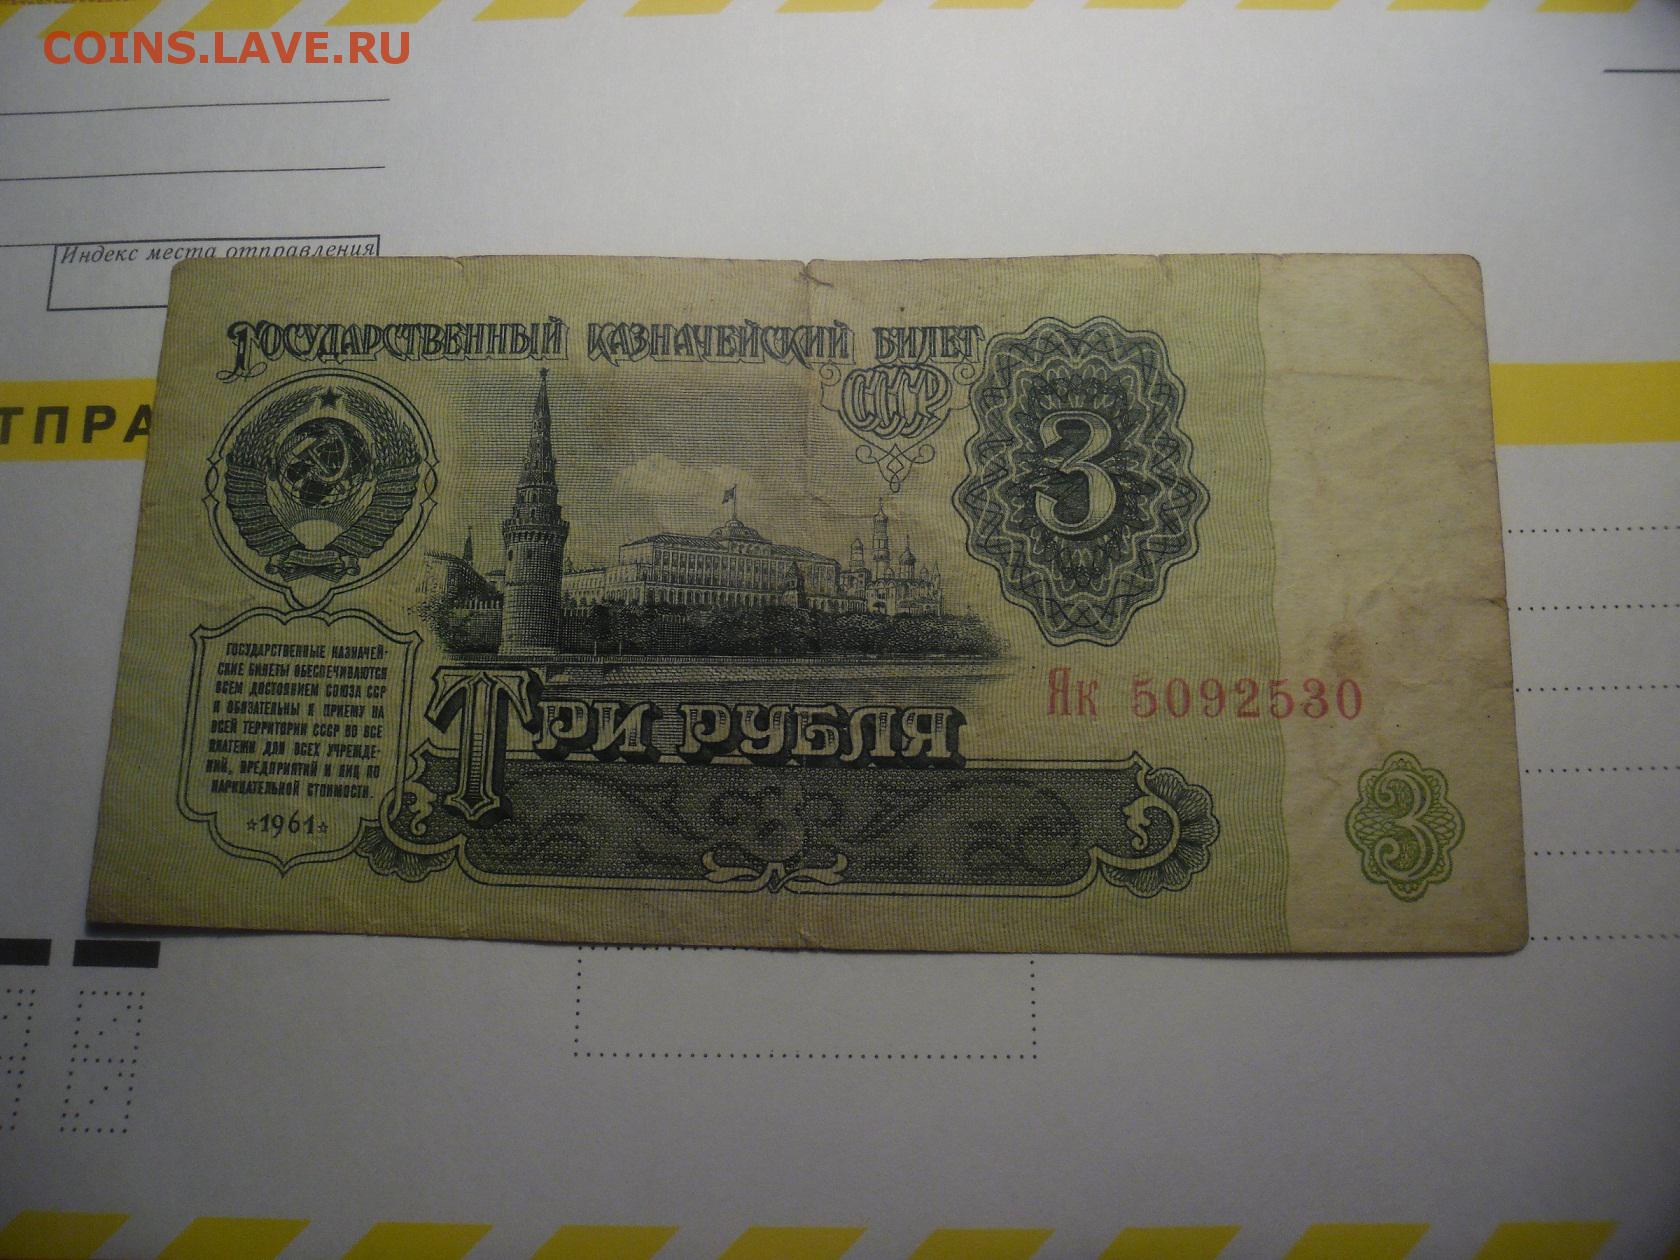 COINS.LAVE.RU
Индекс места отправления
ТПРА
Государственный казначейский билет
СССР
3
Государственные казначей-
ские билеты обеспечиваются
всем достоянием Союза ССР
и обязательны к приему на
всей территории СССР во все
платежи для всех учрежде-
ний, предприятий и лиц по
нарицательной стоимости.
1961
Три рубля
Як 5092530
3